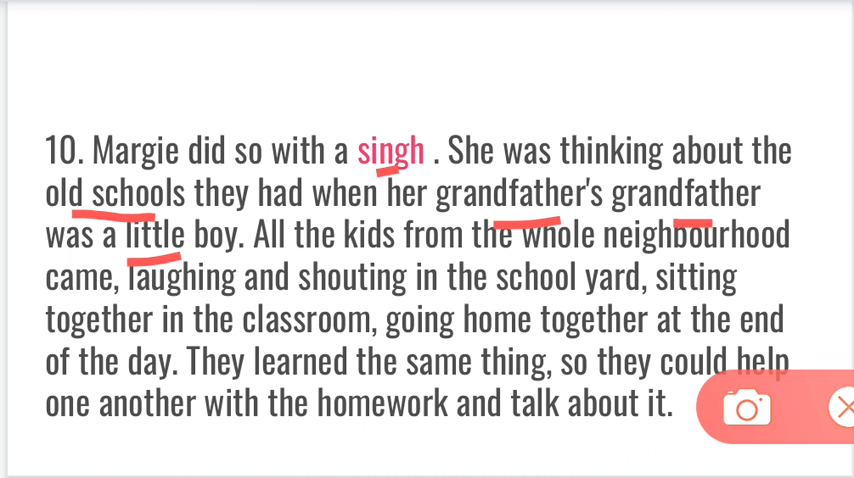 10. Margie did so with a singh . She was thinking about the
old schools they had when her grandfather's grandfather
was a little boy. All the kids from the whole neighbourhood
came, laughing and shouting in the school yard, sitting
together in the classroom, going home together at the end
of the day. They learned the same thing, so they could help
one another with the homework and talk about it.